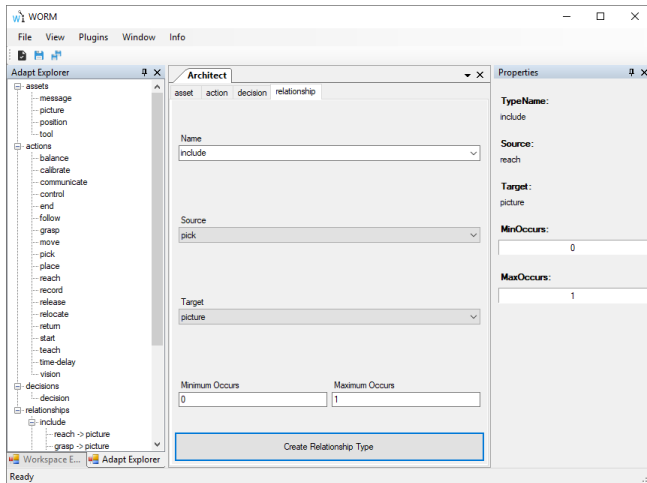 WORM
File View Plugins Window Info
Adapt Explorer
assets
message
picture
position
tool
actions
balance
calibrate
communicate
control
end
follow
grasp
move
pick
place
reach
record
release
relocate
return
start
teach
time-delay
vision
decisions
decision
relationships
include
reach -> picture
grasp -> picture
Workspace E... Adapt Explorer
Architect
asset action decision relationship
Name
include
Source
pick
Target
picture
Minimum Occurs Maximum Occurs
0 1
Create Relationship Type
Properties
TypeName:
include
Source:
reach
Target:
picture
MinOccurs:
0
MaxOccurs:
1
Ready